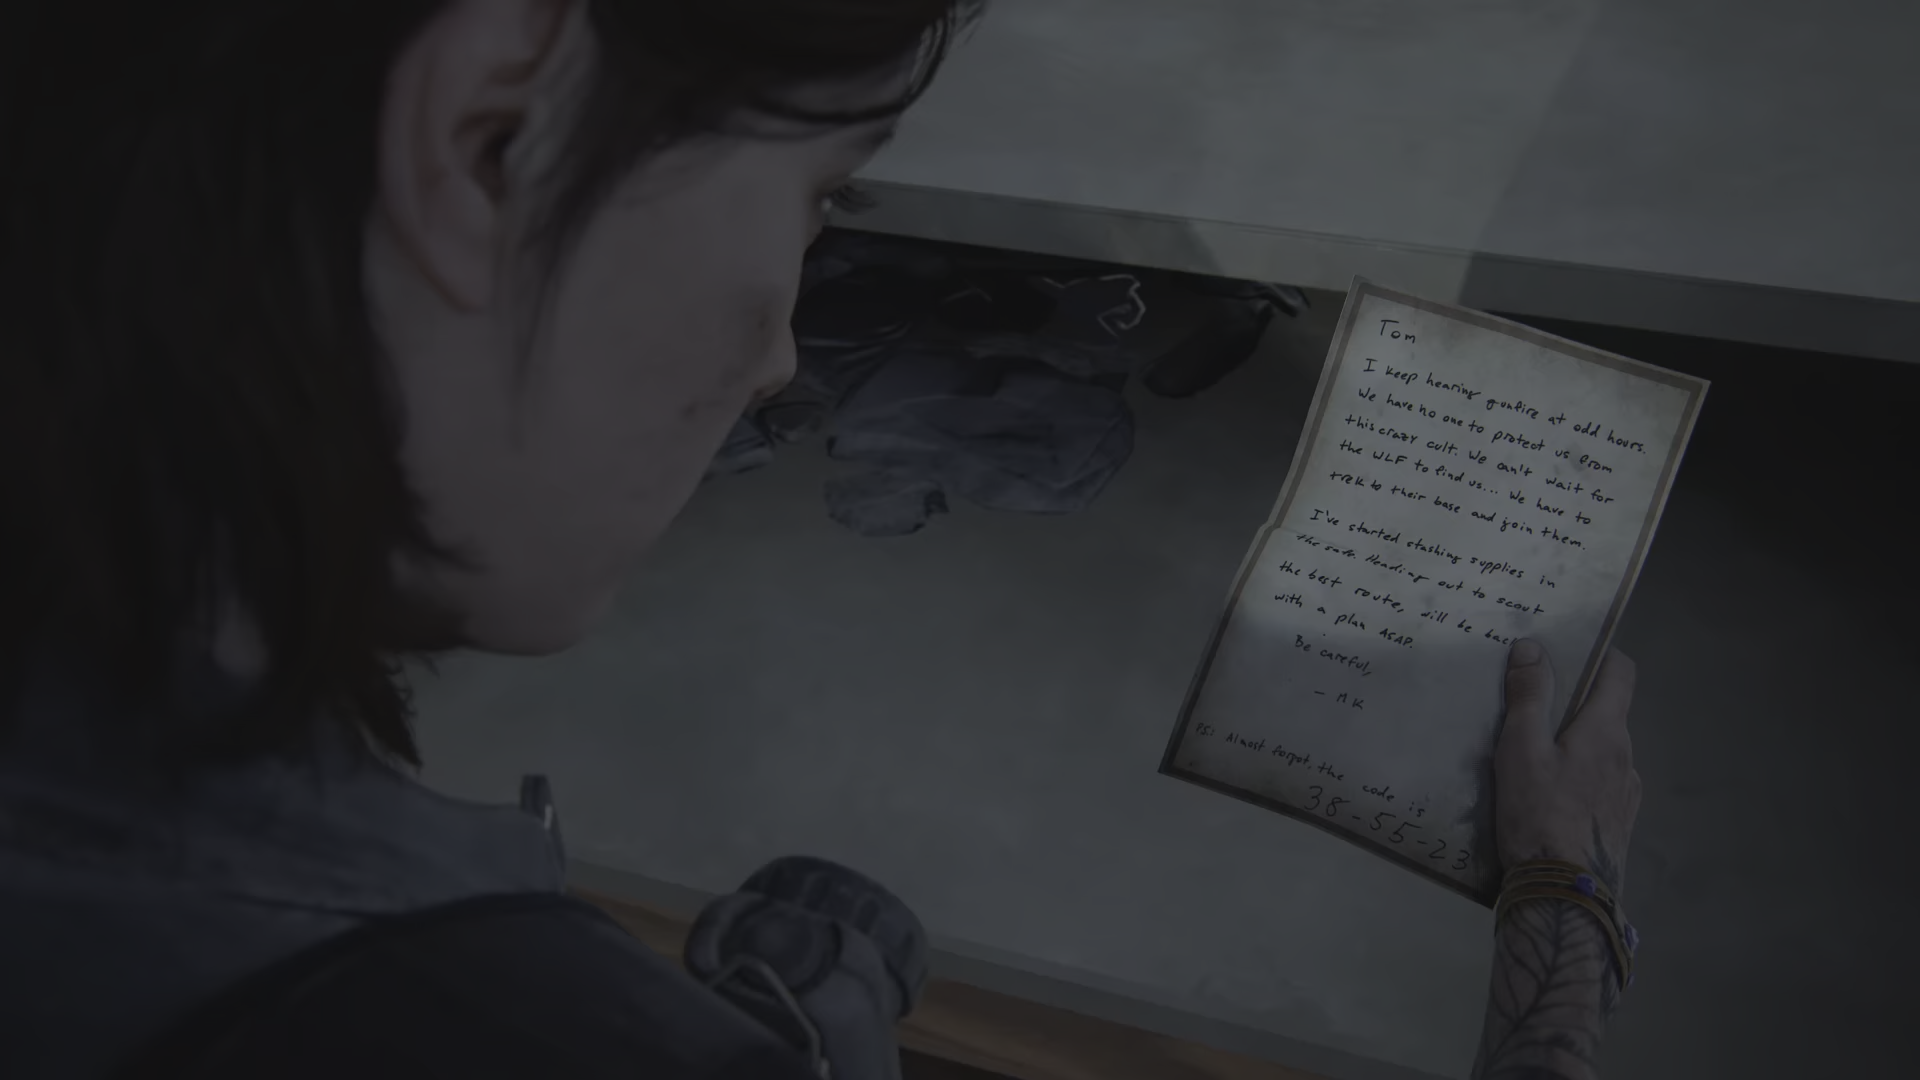 Tom
I keep hearing gunfire at odd hours.
We have no one to protect us from
this crazy cult. We can't wait for
the WLF to find us... We have to
trek to their base and join them.
I've started stashing supplies in
the safe. Heading out to scout
the best route, will be back
with a plan ASAP.
Be careful,
- MK
P.S.: Almost forgot, the code is
38-55-23